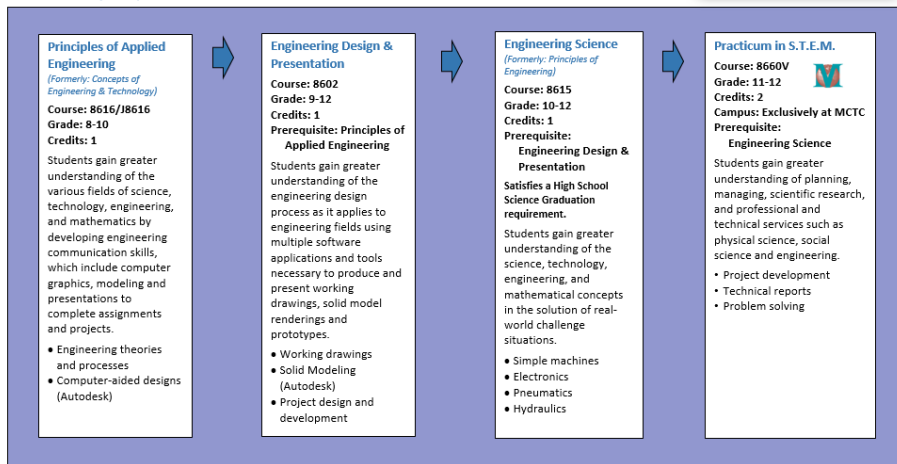 Principles of Applied
Engineering
(Formerly: Concepts of
Engineering & Technology)
Course: 8616/J8616
Grade: 8-10
Credits: 1
Students gain greater
understanding of the
various fields of science,
technology, engineering,
and mathematics by
developing engineering
communication skills,
which include computer
graphics, modeling and
presentations to
complete assignments
and projects.
• Engineering theories
and processes
• Computer-aided designs
(Autodesk)
Engineering Design &
Presentation
Course: 8602
Grade: 9-12
Credits: 1
Prerequisite: Principles of
Applied Engineering
Students gain greater
understanding of the
engineering design
process as it applies to
engineering fields using
multiple software
applications and tools
necessary to produce and
present working
drawings, solid model
renderings and
prototypes.
• Working drawings
• Solid Modeling
(Autodesk)
• Project design and
development
Engineering Science
(Formerly: Principles of
Engineering)
Course: 8615
Grade: 10-12
Credits: 1
Prerequisite:
Engineering Design &
Presentation
Satisfies a High School
Science Graduation
requirement.
Students gain greater
understanding of the
science, technology,
engineering, and
mathematical concepts
in the solution of real-
world challenge
situations.
• Simple machines
• Electronics
• Pneumatics
• Hydraulics
Practicum in S.T.E.M.
Course: 8660V
Grade: 11-12
Credits: 2
Campus: Exclusively at MCTC
Prerequisite:
Engineering Science
Students gain greater
understanding of planning,
managing, scientific research,
and professional and
technical services such as
physical science, social
science and engineering.
• Project development
• Technical reports
• Problem solving